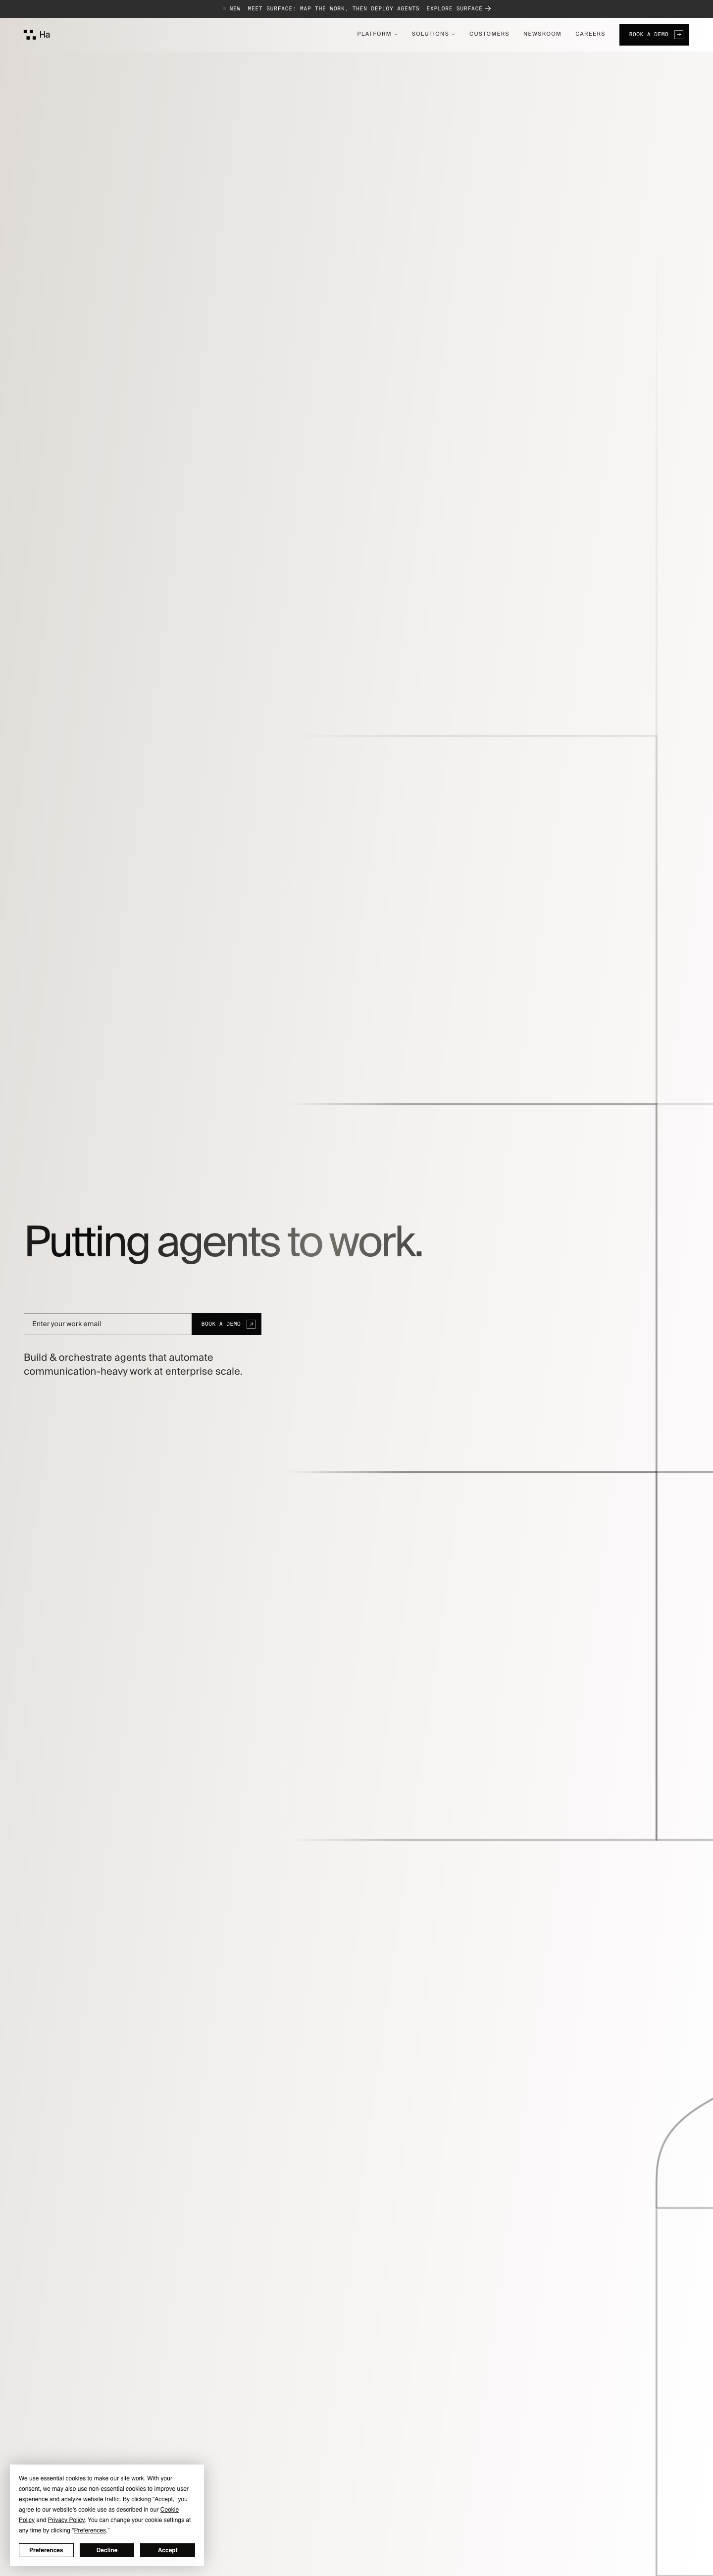 NEW MEET SURFACE: MAP THE WORK, THEN DEPLOY AGENTS EXPLORE SURFACE
Ha
PLATFORM SOLUTIONS CUSTOMERS NEWSROOM CAREERS BOOK A DEMO
Putting agents to work.
Enter your work email BOOK A DEMO
Build & orchestrate agents that automate
communication-heavy work at enterprise scale.
We use essential cookies to make our site work. With your
consent, we may also use non-essential cookies to improve user
experience and analyze website traffic. By clicking “Accept,” you
agree to our website's cookie use as described in our Cookie
Policy and Privacy Policy. You can change your cookie settings at
any time by clicking “Preferences.”
Preferences Decline Accept